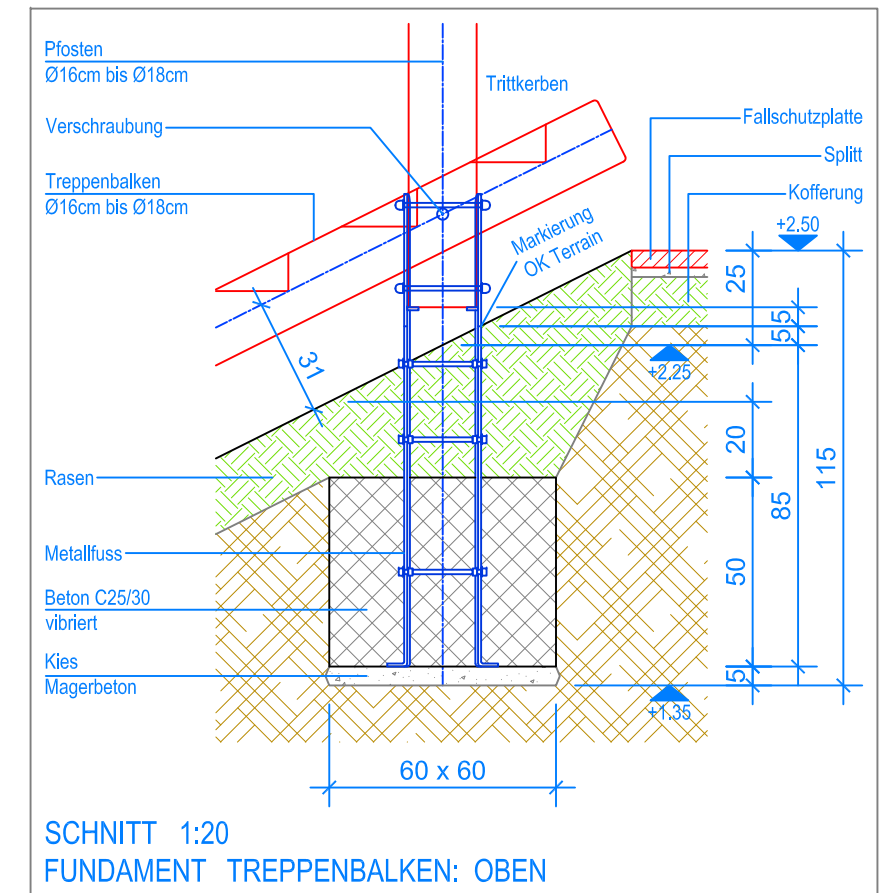 Pfosten
Ø16cm bis Ø18cm
Trittkerben
Verschraubung
Treppenbalken
Ø16cm bis Ø18cm
Fallschutzplatte
Splitt
Kofferung
+2.50
Markierung
OK Terrain
25
5
5
+2.25
31
20
115
85
50
5
+1.35
Rasen
Metallfuss
Beton C25/30
vibriert
Kies
Magerbeton
60 x 60
SCHNITT 1:20
FUNDAMENT TREPPENBALKEN: OBEN